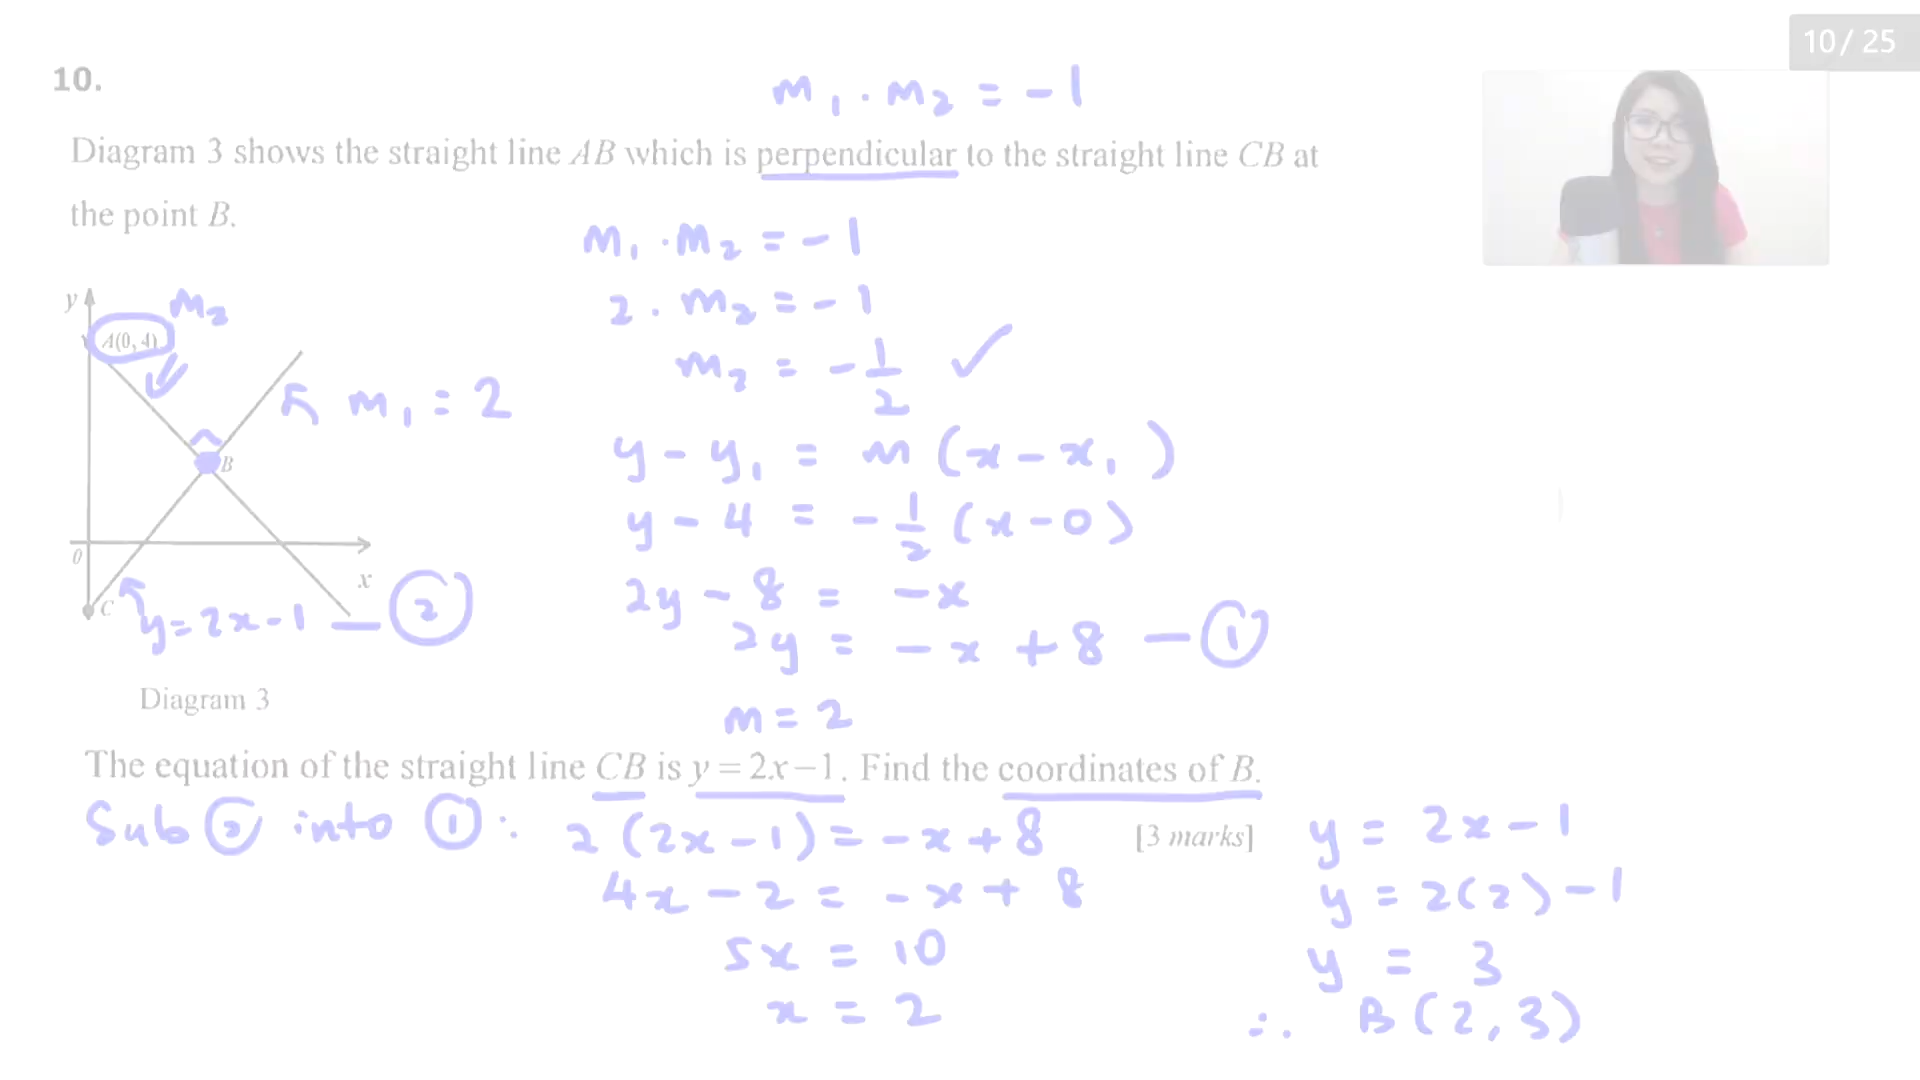 10 / 25
10.
m₁ · m₂ = -1
Diagram 3 shows the straight line AB which is perpendicular to the straight line CB at
the point B.
m₁ · m₂ = -1
2 · m₂ = -1
m₂ = -1/2 ✓
y
m₂
A(0, 4)
m₁ = 2
B
0
x
C
y = 2x - 1 — ②
Diagram 3
y - y₁ = m (x - x₁)
y - 4 = -1/2 (x - 0)
2y - 8 = -x
2y = -x + 8 — ①
m = 2
The equation of the straight line CB is y = 2x−1. Find the coordinates of B.
[3 marks]
Sub ② into ① : 2 (2x - 1) = -x + 8
4x - 2 = -x + 8
5x = 10
x = 2
y = 2x - 1
y = 2(2) - 1
y = 3
∴ B (2, 3)